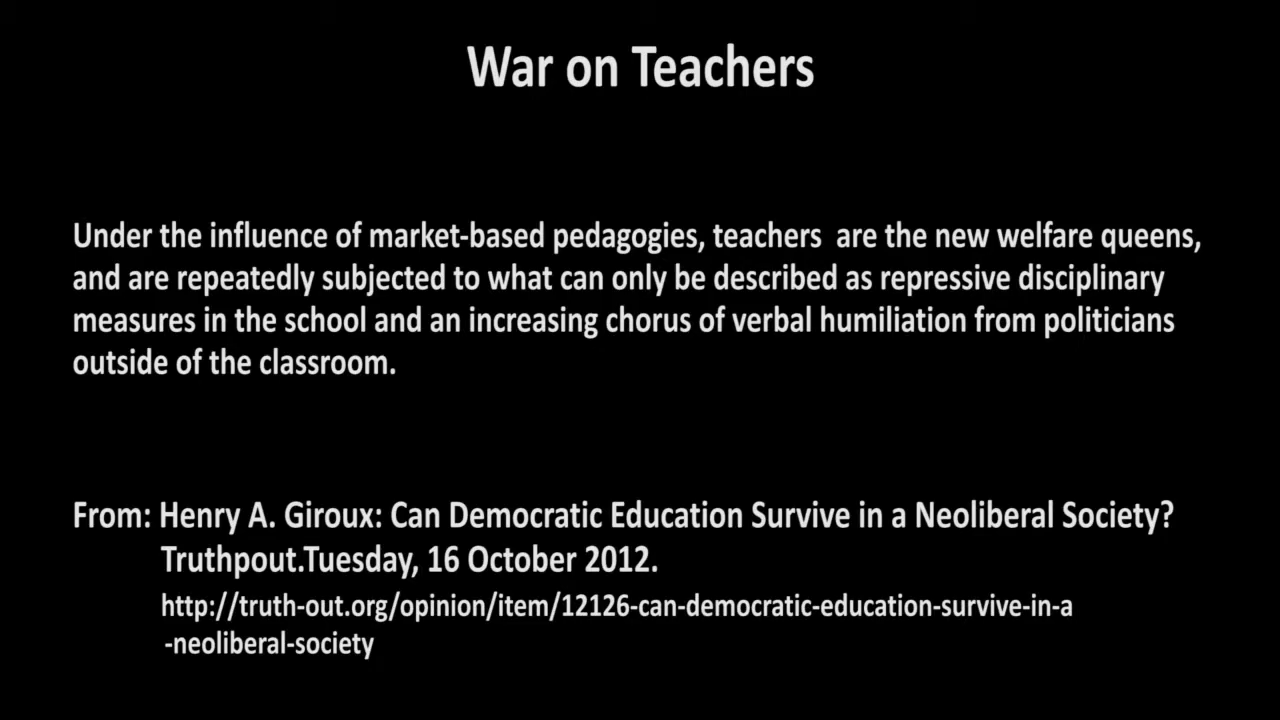 War on Teachers
Under the influence of market-based pedagogies, teachers  are the new welfare queens,
and are repeatedly subjected to what can only be described as repressive disciplinary
measures in the school and an increasing chorus of verbal humiliation from politicians
outside of the classroom.
From: Henry A. Giroux: Can Democratic Education Survive in a Neoliberal Society?
Truthpout.Tuesday, 16 October 2012.
http://truth-out.org/opinion/item/12126-can-democratic-education-survive-in-a
-neoliberal-society